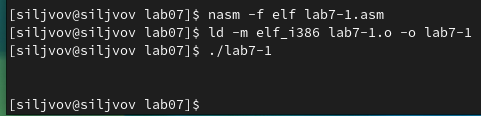 [siljvov@siljvov lab07]$ nasm -f elf lab7-1.asm
[siljvov@siljvov lab07]$ ld -m elf_i386 lab7-1.o -o lab7-1
[siljvov@siljvov lab07]$ ./lab7-1
[siljvov@siljvov lab07]$